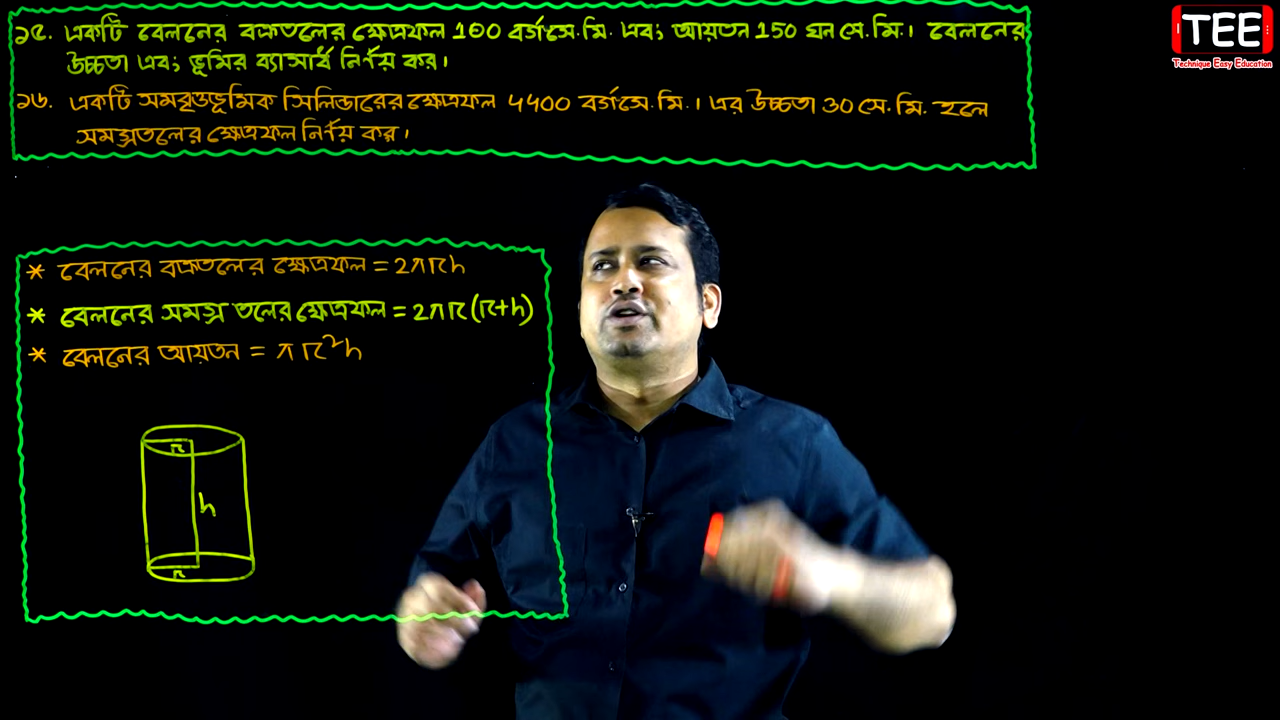 ১৫. একটি বেলনের বক্রতলের ক্ষেত্রফল 100 বর্গসে.মি. এবং আয়তন 150 ঘন সে.মি.। বেলনের
উচ্চতা এবং ভূমির ব্যাসার্ধ নির্ণয় কর।
১৬. একটি সমবৃত্তভূমিক সিলিন্ডারের ক্ষেত্রফল 4400 বর্গসে.মি.। এর উচ্চতা 30 সে.মি. হলে
সমগ্রতলের ক্ষেত্রফল নির্ণয় কর।
TEE
Technique Easy Education
* বেলনের বক্রতলের ক্ষেত্রফল = 2πrh
* বেলনের সমগ্র তলের ক্ষেত্রফল = 2πr(r+h)
* বেলনের আয়তন = πr²h
r
h
r